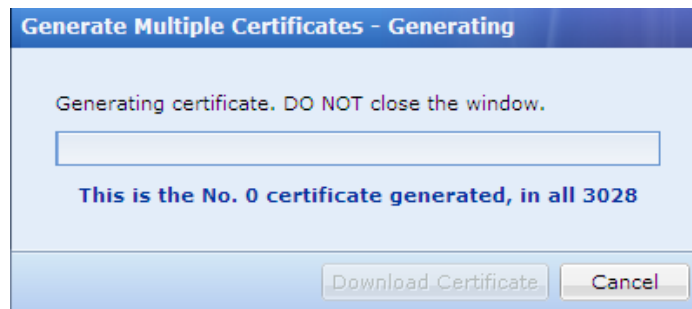 Generate Multiple Certificates - Generating
Generating certificate. DO NOT close the window.
This is the No. 0 certificate generated, in all 3028
Download Certificate
Cancel